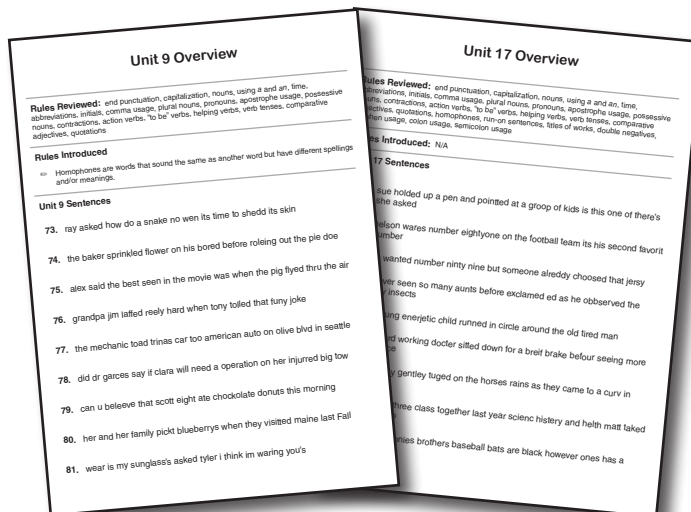 Unit 9 Overview
Rules Reviewed: end punctuation, capitalization, nouns, using a and an, time,
abbreviations, initials, comma usage, plural nouns, pronouns, apostrophe usage, possessive
nouns, contractions, action verbs. "to be" verbs. helping verbs, verb tenses, comparative
adjectives, quotations
Rules Introduced
Homophones are words that sound the same as another word but have different spellings
and/or meanings.
Unit 9 Sentences
73. ray asked how do a snake no wen its time to shedd its skin
74. the baker sprinkled flower on his bored before roleing out the pie doe
75. alex said the best seen in the movie was when the pig flyed thru the air
76. grandpa jim laffed reely hard when tony tolled that funy joke
77. the mechanic toad trinas car too american auto on olive blvd in seattle
78. did dr garces say if clara will need a operation on her injurred big tow
79. can u beleeve that scott eight ate chockolate donuts this morning
80. her and her family pickt blueberrys when they visitted maine last Fall
81. wear is my sunglass's asked tyler i think im waring you's
Unit 17 Overview
Rules Reviewed: end punctuation, capitalization, nouns, using a and an, time,
abbreviations, initials, comma usage, plural nouns, pronouns, apostrophe usage, possessive
contractions, action verbs, "to be" verbs, helping verbs, verb tenses, comparative
quotations, homophones, run-on sentences, titles of works, double negatives,
usage, colon usage, semicolon usage
Introduced: N/A
17 Sentences
sue holded up a pen and pointted at a groop of kids is this one of there's
she asked
wares number eightyone on the football team its his second favorit
wanted number ninty nine but someone alreddy choosed that jersy
seen so many aunts before exclamed ed as he obbserved the
insects
enerjetic child runned in circle around the old tired man
working docter sitted down for a breit brake befour seeing more
gentley tuged on the horses rains as they came to a curv in
three class together last year scienc histery and helth matt taked
brothers baseball bats are black however ones has a